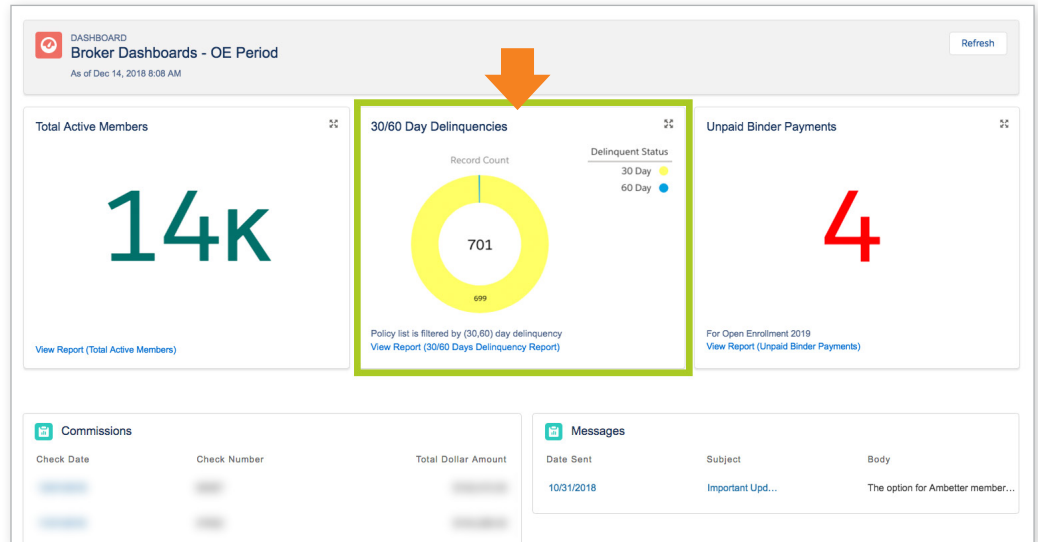 DASHBOARD
Broker Dashboards - OE Period
As of Dec 14, 2018 8:08 AM
Refresh
Total Active Members
14K
View Report (Total Active Members)
30/60 Day Delinquencies
Record Count
Delinquent Status
30 Day
60 Day
701
699
Policy list is filtered by (30,60) day delinquency
View Report (30/60 Days Delinquency Report)
Unpaid Binder Payments
4
For Open Enrollment 2019
View Report (Unpaid Binder Payments)
Commissions
Check Date Check Number Total Dollar Amount
Messages
Date Sent Subject Body
10/31/2018 Important Upd... The option for Ambetter member...